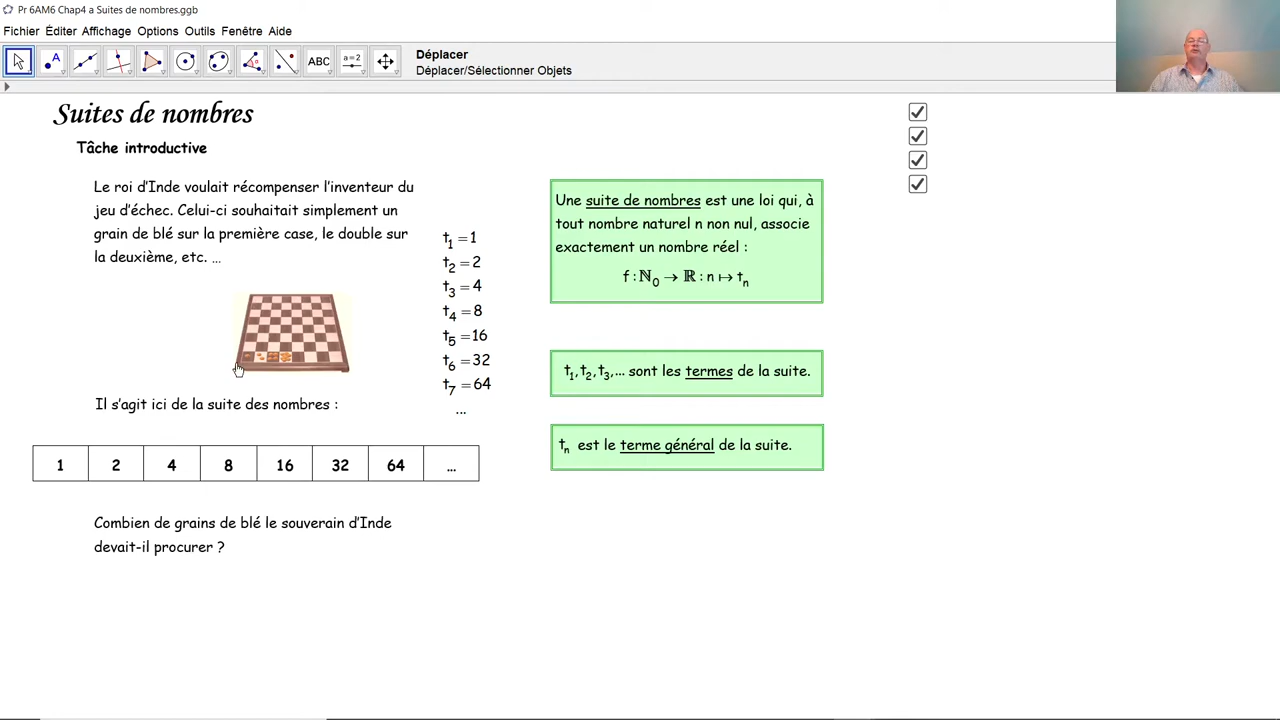 Pr 6AM6 Chap4 a Suites de nombres.ggb
Fichier Éditer Affichage Options Outils Fenêtre Aide
A
ABC
a=2
Déplacer
Déplacer/Sélectionner Objets
Suites de nombres
Tâche introductive
Le roi d'Inde voulait récompenser l'inventeur du
jeu d'échec. Celui-ci souhaitait simplement un
grain de blé sur la première case, le double sur
la deuxième, etc. ...
t₁ = 1
t₂ = 2
t₃ = 4
t₄ = 8
t₅ = 16
t₆ = 32
t₇ = 64
...
Il s'agit ici de la suite des nombres :
1 2 4 8 16 32 64 ...
Combien de grains de blé le souverain d'Inde
devait-il procurer ?
Une suite de nombres est une loi qui, à
tout nombre naturel n non nul, associe
exactement un nombre réel :
f : ℕ₀ → ℝ : n ↦ tₙ
t₁, t₂, t₃, ... sont les termes de la suite.
tₙ est le terme général de la suite.